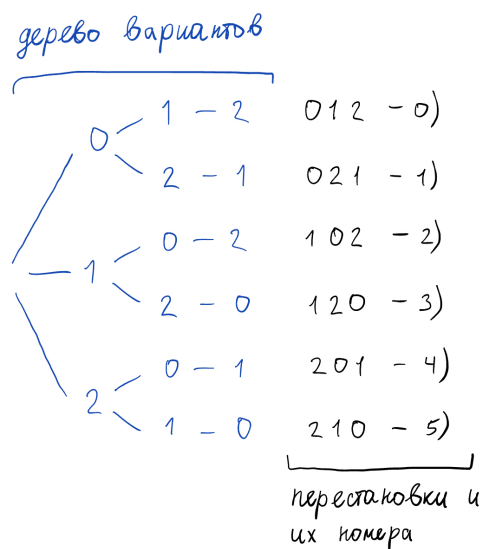 дерево вариантов
0 1 - 2 012 - 0)
2 - 1 021 - 1)
1 0 - 2 102 - 2)
2 - 0 120 - 3)
2 0 - 1 201 - 4)
1 - 0 210 - 5)
перестановки и
их номера